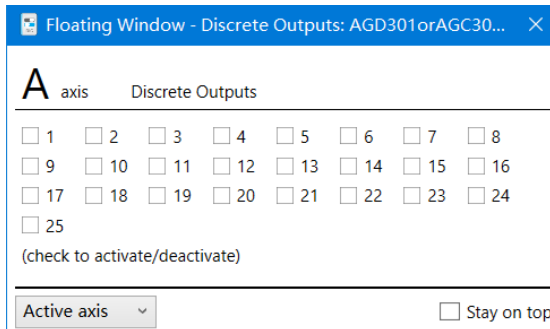 Floating Window - Discrete Outputs: AGD301orAGC30...
A axis Discrete Outputs
1 2 3 4 5 6 7 8
9 10 11 12 13 14 15 16
17 18 19 20 21 22 23 24
25
(check to activate/deactivate)
Active axis Stay on top